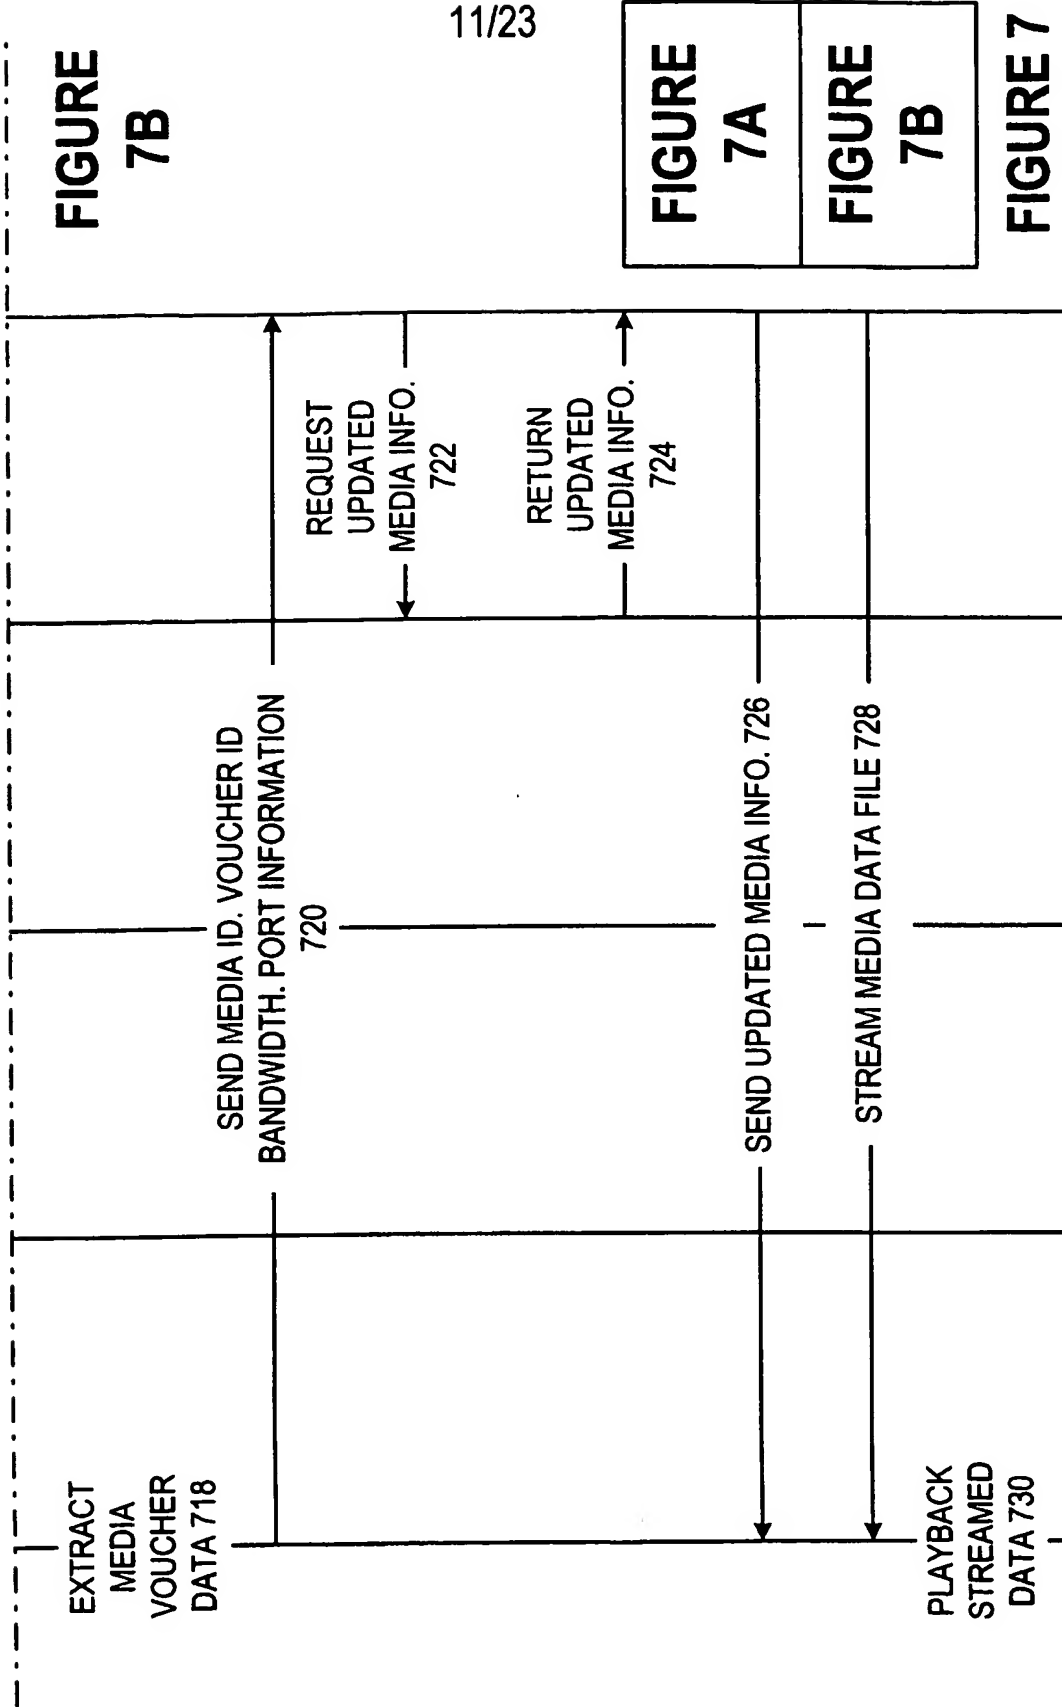 11/23
FIGURE
7B
EXTRACT
MEDIA
VOUCHER
DATA 718
SEND MEDIA ID. VOUCHER ID
BANDWIDTH. PORT INFORMATION
720
REQUEST
UPDATED
MEDIA INFO.
722
RETURN
UPDATED
MEDIA INFO.
724
SEND UPDATED MEDIA INFO. 726
STREAM MEDIA DATA FILE 728
PLAYBACK
STREAMED
DATA 730
FIGURE
7A
FIGURE
7B
FIGURE 7